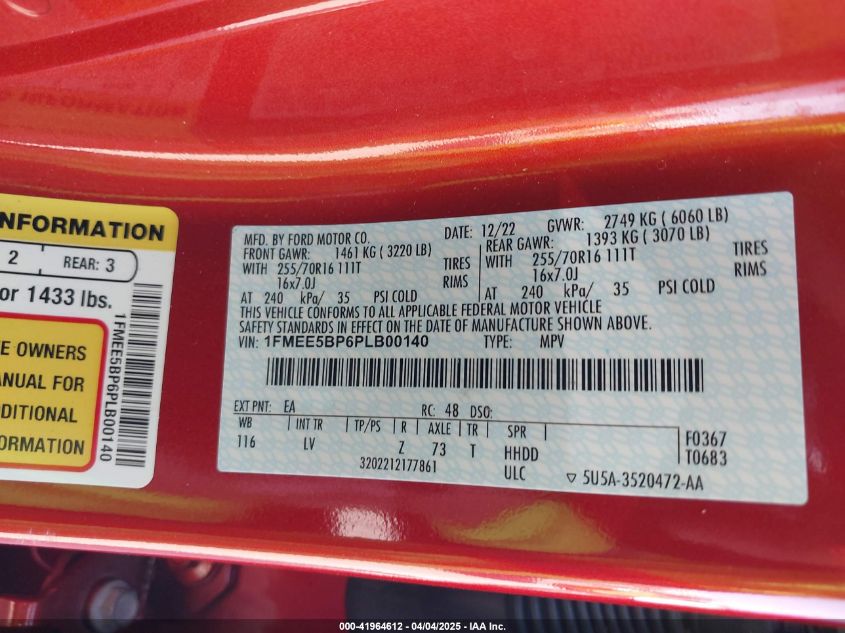 INFORMATION
2 REAR: 3
or 1433 lbs.
E OWNERS
ANUAL FOR
DITIONAL
FORMATION
1FMEE5BP6PLB00140
MFD. BY FORD MOTOR CO. DATE: 12/22 GVWR: 2749 KG ( 6060 LB)
FRONT GAWR: 1461 KG ( 3220 LB) REAR GAWR: 1393 KG ( 3070 LB)
WITH 255/70R16 111T TIRES WITH 255/70R16 111T TIRES
16x7.0J RIMS 16x7.0J RIMS
AT 240 kPa/ 35 PSI COLD AT 240 kPa/ 35 PSI COLD
THIS VEHICLE CONFORMS TO ALL APPLICABLE FEDERAL MOTOR VEHICLE
SAFETY STANDARDS IN EFFECT ON THE DATE OF MANUFACTURE SHOWN ABOVE.
VIN: 1FMEE5BP6PLB00140 TYPE: MPV
EXT PNT: EA RC: 48 DSO:
WB INT TR TP/PS R AXLE TR SPR F0367
116 LV Z 73 T HHDD T0683
3202212177861 ULC ▽ 5U5A-3520472-AA
000-41964612 - 04/04/2025 - IAA Inc.